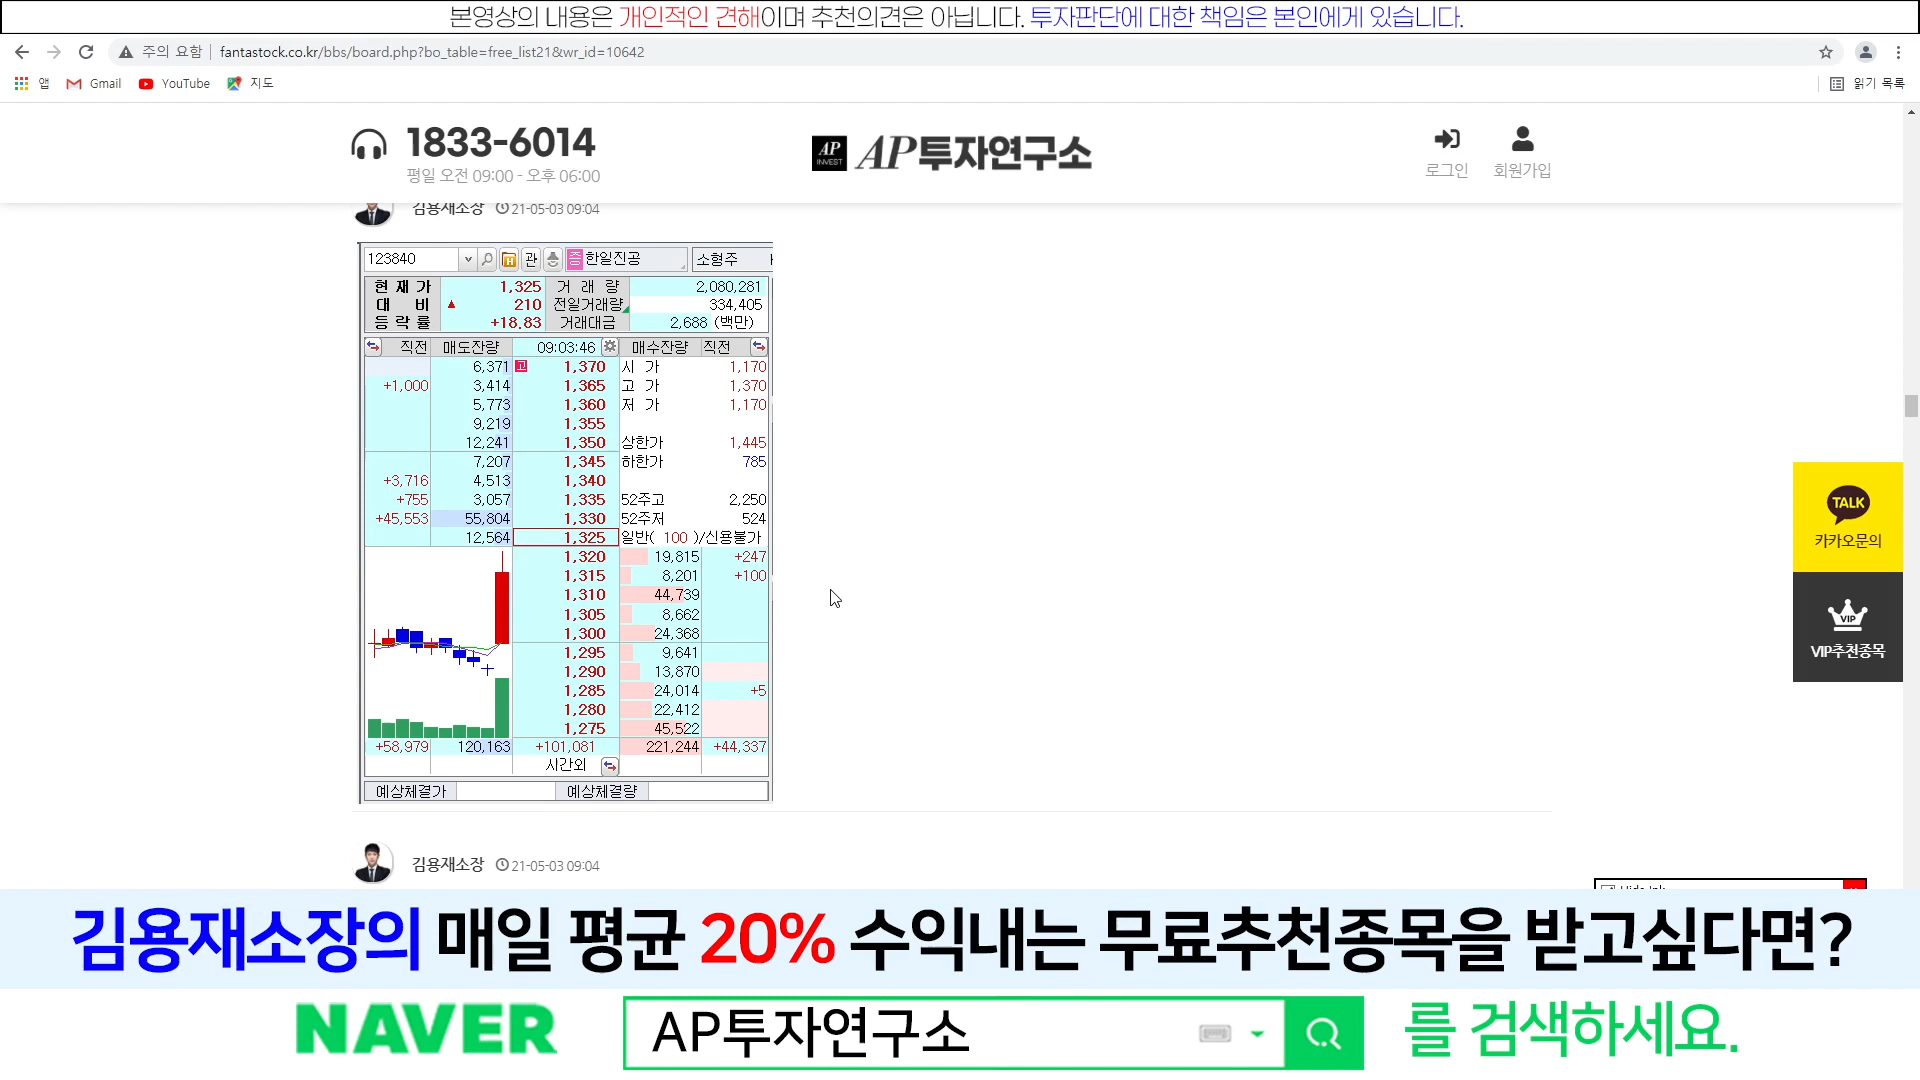 본영상의 내용은 개인적인 견해이며 추천의견은 아닙니다. 투자판단에 대한 책임은 본인에게 있습니다.
주의 요함 | fantastock.co.kr/bbs/board.php?bo_table=free_list21&wr_id=10642
앱 Gmail YouTube 지도 읽기 목록
1833-6014
평일 오전 09:00 - 오후 06:00
AP INVEST AP투자연구소
로그인 회원가입
김용재소장 21-05-03 09:04
123840 관 증 한일진공 소형주
현재가 1,325 거래량 2,080,281
대비 ▲ 210 전일거래량 334,405
등락률 +18.83 거래대금 2,688 (백만)
직전 매도잔량 09:03:46 매수잔량 직전
6,371 고 1,370 시 가 1,170
+1,000 3,414 1,365 고 가 1,370
5,773 1,360 저 가 1,170
9,219 1,355
12,241 1,350 상한가 1,445
7,207 1,345 하한가 785
+3,716 4,513 1,340
+755 3,057 1,335 52주고 2,250
+45,553 55,804 1,330 52주저 524
12,564 1,325 일반( 100 )/신용불가
1,320 19,815 +247
1,315 8,201 +100
1,310 44,739
1,305 8,662
1,300 24,368
1,295 9,641
1,290 13,870
1,285 24,014 +5
1,280 22,412
1,275 45,522
+58,979 120,163 +101,081 221,244 +44,337
시간외
예상체결가 예상체결량
TALK
카카오문의
VIP
VIP추천종목
김용재소장 21-05-03 09:04
김용재소장의 매일 평균 20% 수익내는 무료추천종목을 받고싶다면?
NAVER AP투자연구소 를 검색하세요.